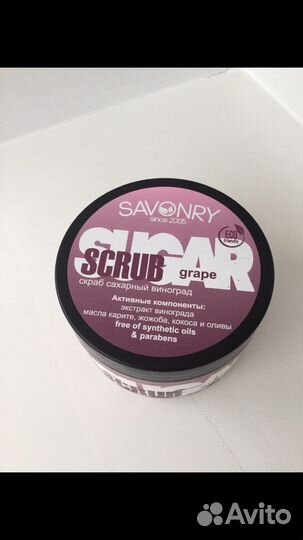 SAVONRY
since 2005
ECO
friendly
SUGAR
SCRUB
grape
скраб сахарный виноград
Активные компоненты:
экстракт винограда
масла карите, жожоба, кокоса и оливы
free of synthetic oils
& parabens
SCRUB
Avito